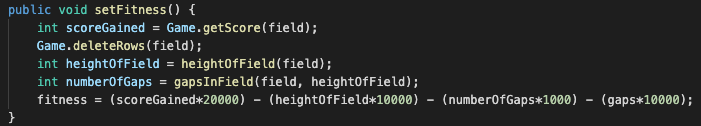 public void setFitness() {
    int scoreGained = Game.getScore(field);
    Game.deleteRows(field);
    int heightOfField = heightOfField(field);
    int numberOfGaps = gapsInField(field, heightOfField);
    fitness = (scoreGained*20000) - (heightOfField*10000) - (numberOfGaps*1000) - (gaps*10000);
}